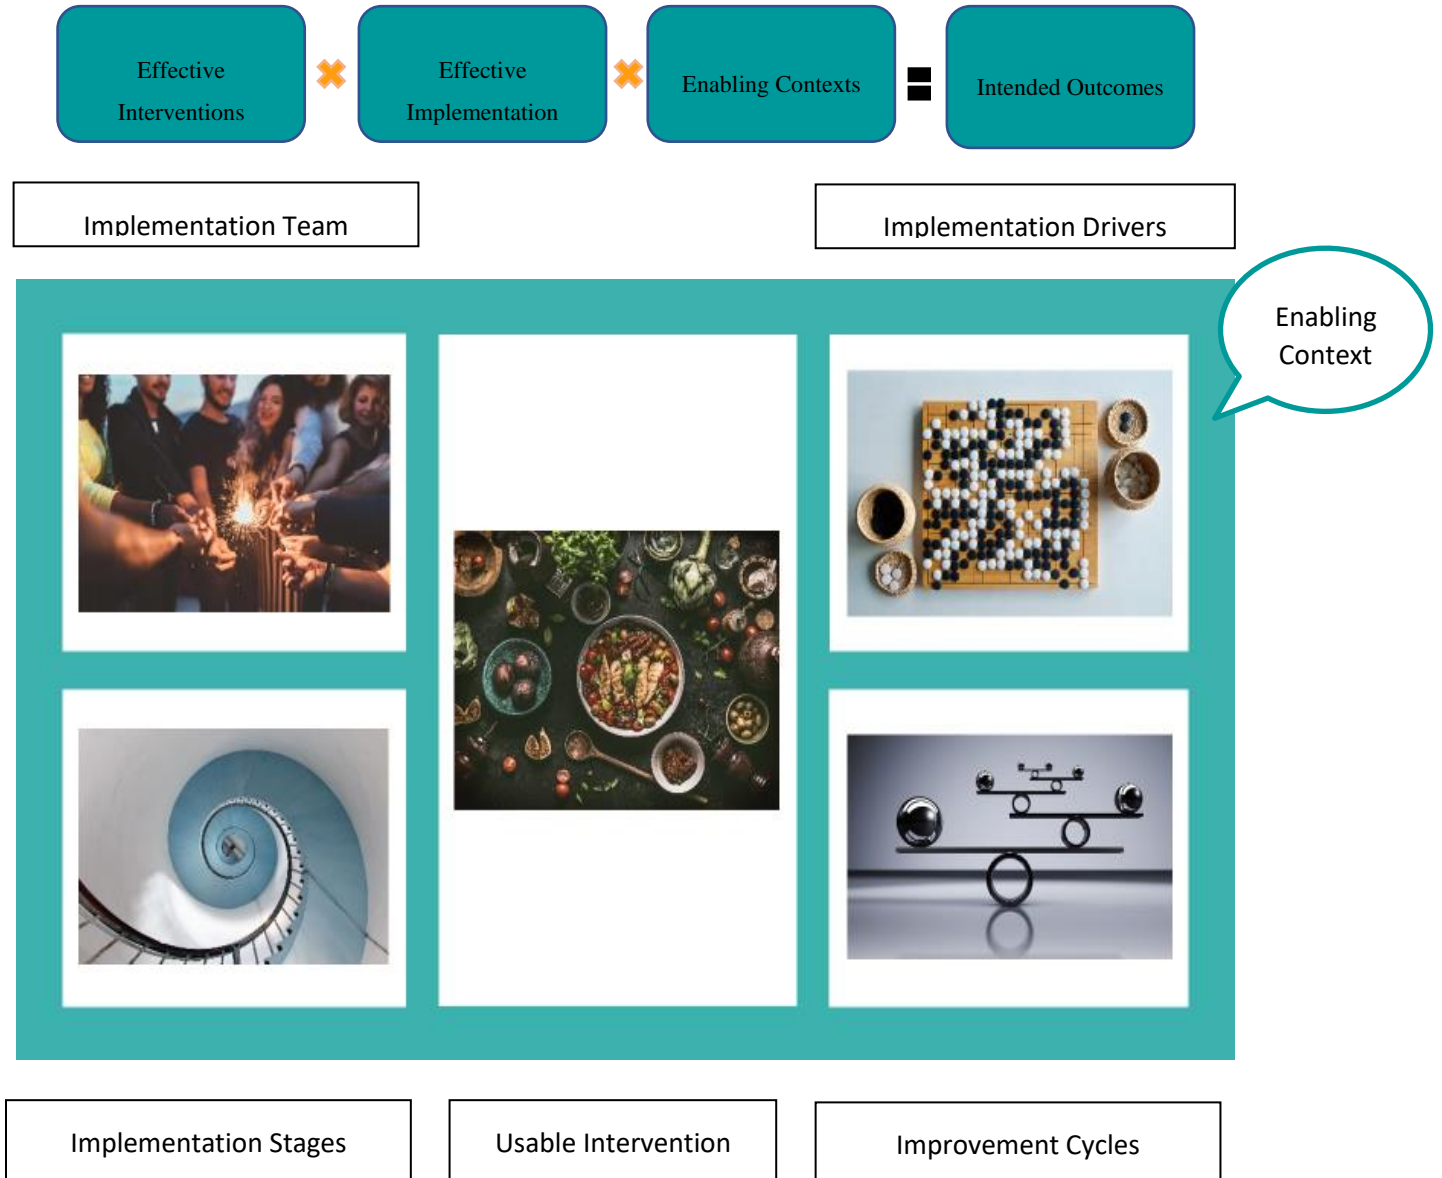 Effective
Interventions
Effective
Implementation
Enabling Contexts
Intended Outcomes
Implementation Team
Implementation Drivers
Enabling
Context
Implementation Stages
Usable Intervention
Improvement Cycles